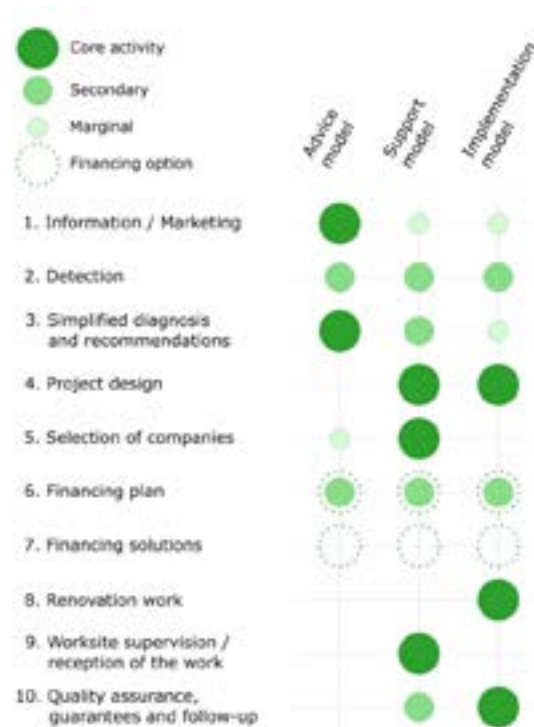 Core activity
Secondary
Marginal
Financing option
Advice
model
Support
model
Implementation
model
1. Information / Marketing
2. Detection
3. Simplified diagnosis
and recommendations
4. Project design
5. Selection of companies
6. Financing plan
7. Financing solutions
8. Renovation work
9. Worksite supervision /
reception of the work
10. Quality assurance,
guarantees and follow-up